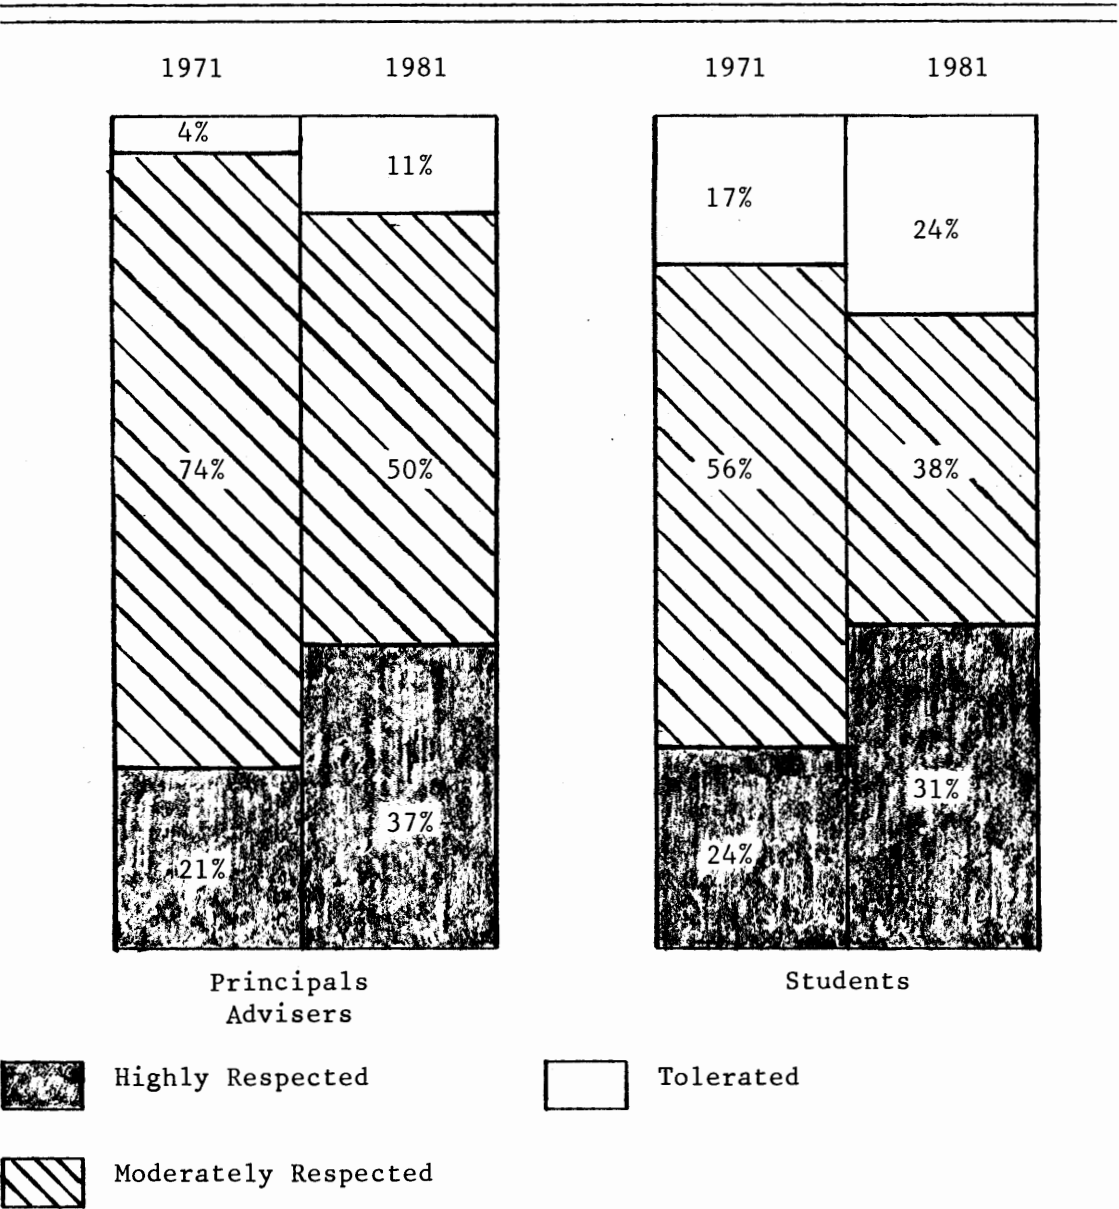 1971 1981 1971 1981
4%
11%
17%
24%
74% 50% 56% 38%
31%
37%
24%
21%
Principals Students
Advisers
Highly Respected Tolerated
Moderately Respected